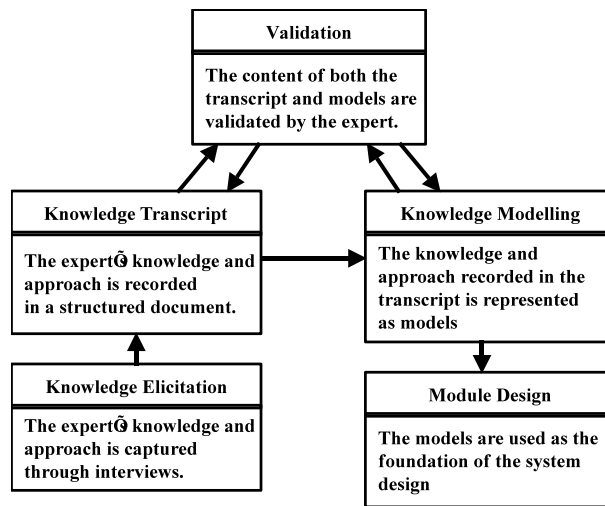 Validation
The content of both the
transcript and models are
validated by the expert.
Knowledge Transcript
The expertÕs knowledge and
approach is recorded
in a structured document.
Knowledge Modelling
The knowledge and
approach recorded in the
transcript is represented
as models
Knowledge Elicitation
The expertÕs knowledge and
approach is captured
through interviews.
Module Design
The models are used as the
foundation of the system
design